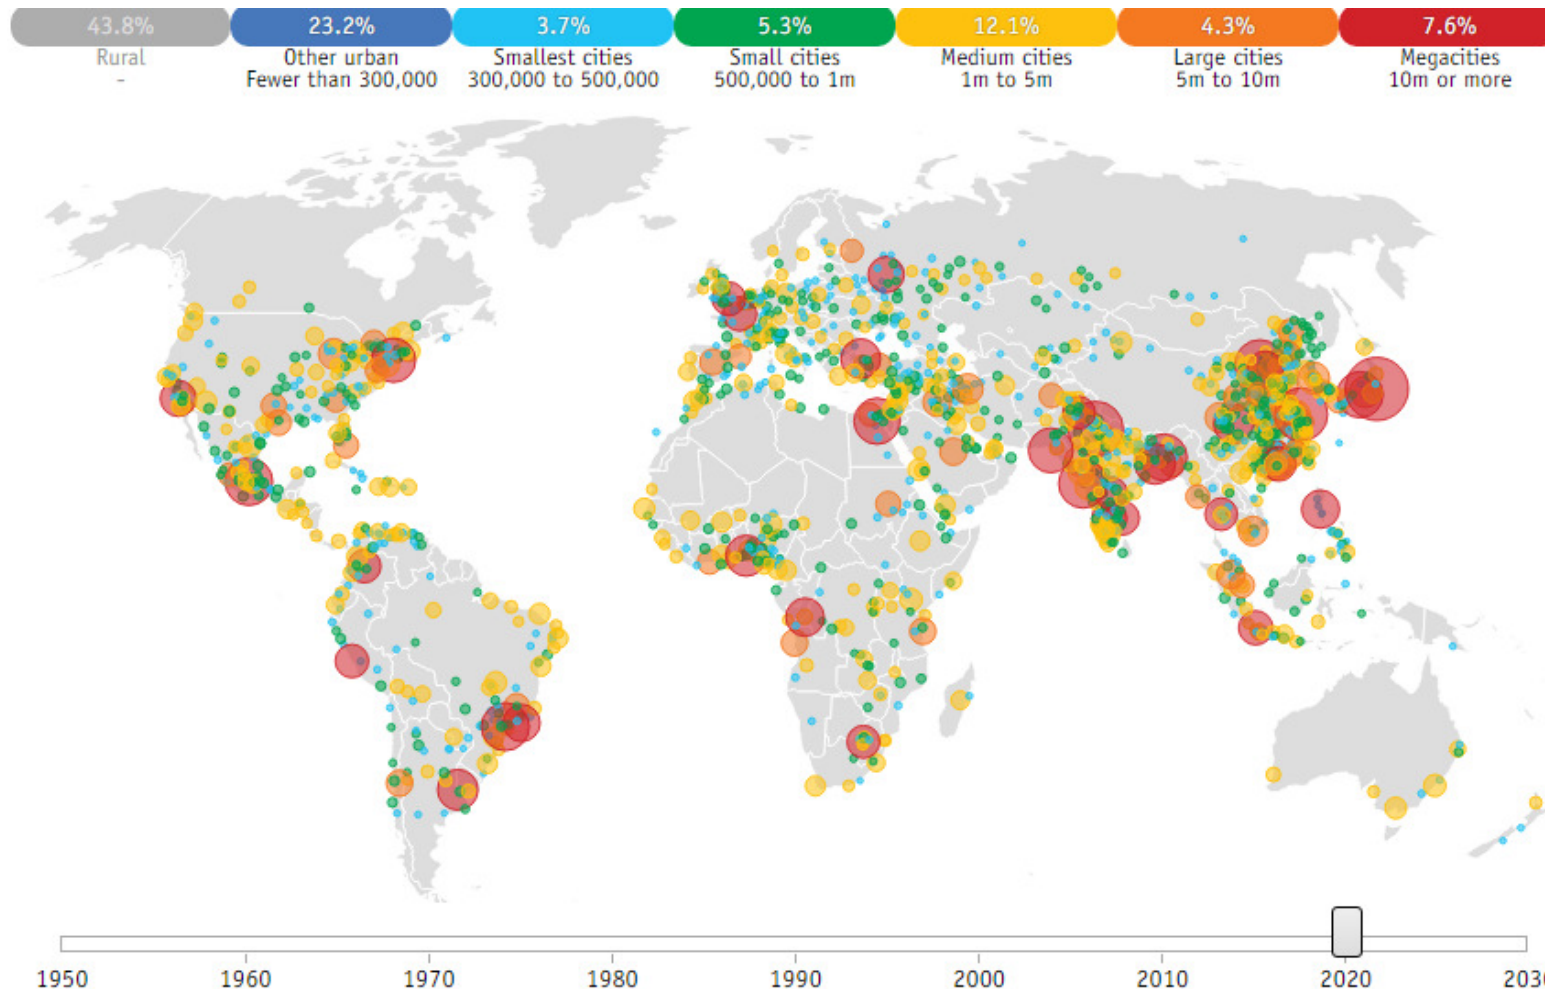 43.8% 23.2% 3.7% 5.3% 12.1% 4.3% 7.6%
Rural Other urban Smallest cities Small cities Medium cities Large cities Megacities
- Fewer than 300,000 300,000 to 500,000 500,000 to 1m 1m to 5m 5m to 10m 10m or more
1950 1960 1970 1980 1990 2000 2010 2020 203